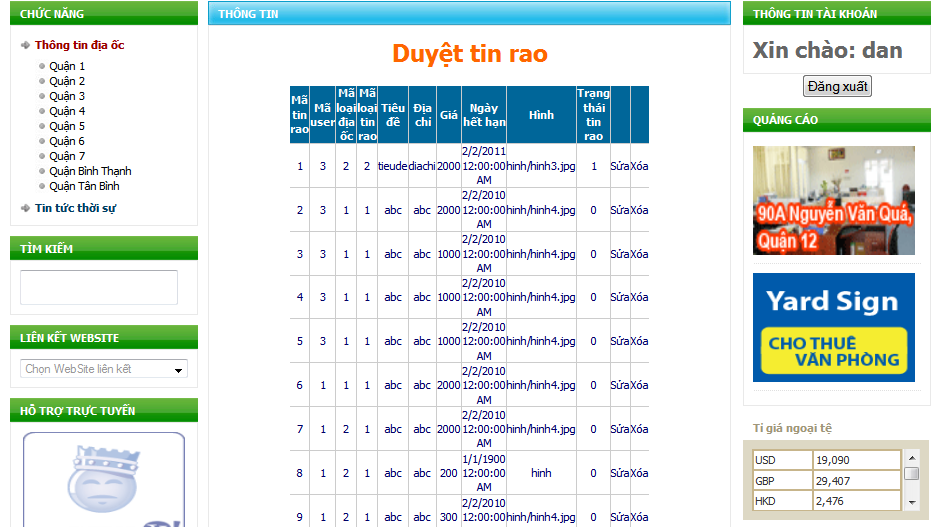 CHỨC NĂNG
Thông tin địa ốc
Quận 1
Quận 2
Quận 3
Quận 4
Quận 5
Quận 6
Quận 7
Quận Bình Thạnh
Quận Tân Bình
Tin tức thời sự
TÌM KIẾM
LIÊN KẾT WEBSITE
Chọn WebSite liên kết
HỖ TRỢ TRỰC TUYẾN
THÔNG TIN
Duyệt tin rao
Mã tin rao Mã user Mã loại địa ốc Mã loại tin rao Tiêu đề Địa chỉ Giá Ngày hết hạn Hình Trạng thái tin rao
1 3 2 2 tieude diachi 2000 2/2/2011 12:00:00 AM hinh/hinh3.jpg 1 Sửa Xóa
2 3 1 1 abc abc 2000 2/2/2010 12:00:00 AM hinh/hinh4.jpg 0 Sửa Xóa
3 3 1 1 abc abc 1000 2/2/2010 12:00:00 AM hinh/hinh4.jpg 0 Sửa Xóa
4 3 1 1 abc abc 1000 2/2/2010 12:00:00 AM hinh/hinh4.jpg 0 Sửa Xóa
5 3 1 1 abc abc 1000 2/2/2010 12:00:00 AM hinh/hinh4.jpg 0 Sửa Xóa
6 1 1 1 abc abc 2000 2/2/2010 12:00:00 AM hinh/hinh4.jpg 0 Sửa Xóa
7 1 2 1 abc abc 2000 2/2/2010 12:00:00 AM hinh/hinh4.jpg 0 Sửa Xóa
8 1 2 1 abc abc 200 1/1/1900 12:00:00 AM hinh 0 Sửa Xóa
9 1 2 1 abc abc 300 2/2/2010 12:00:00 hinh/hinh4.jpg 0 Sửa Xóa
THÔNG TIN TÀI KHOẢN
Xin chào: dan
Đăng xuất
QUẢNG CÁO
90A Nguyễn Văn Quá,
Quận 12
Yard Sign
CHO THUÊ
VĂN PHÒNG
Tỉ giá ngoại tệ
USD 19,090
GBP 29,407
HKD 2,476